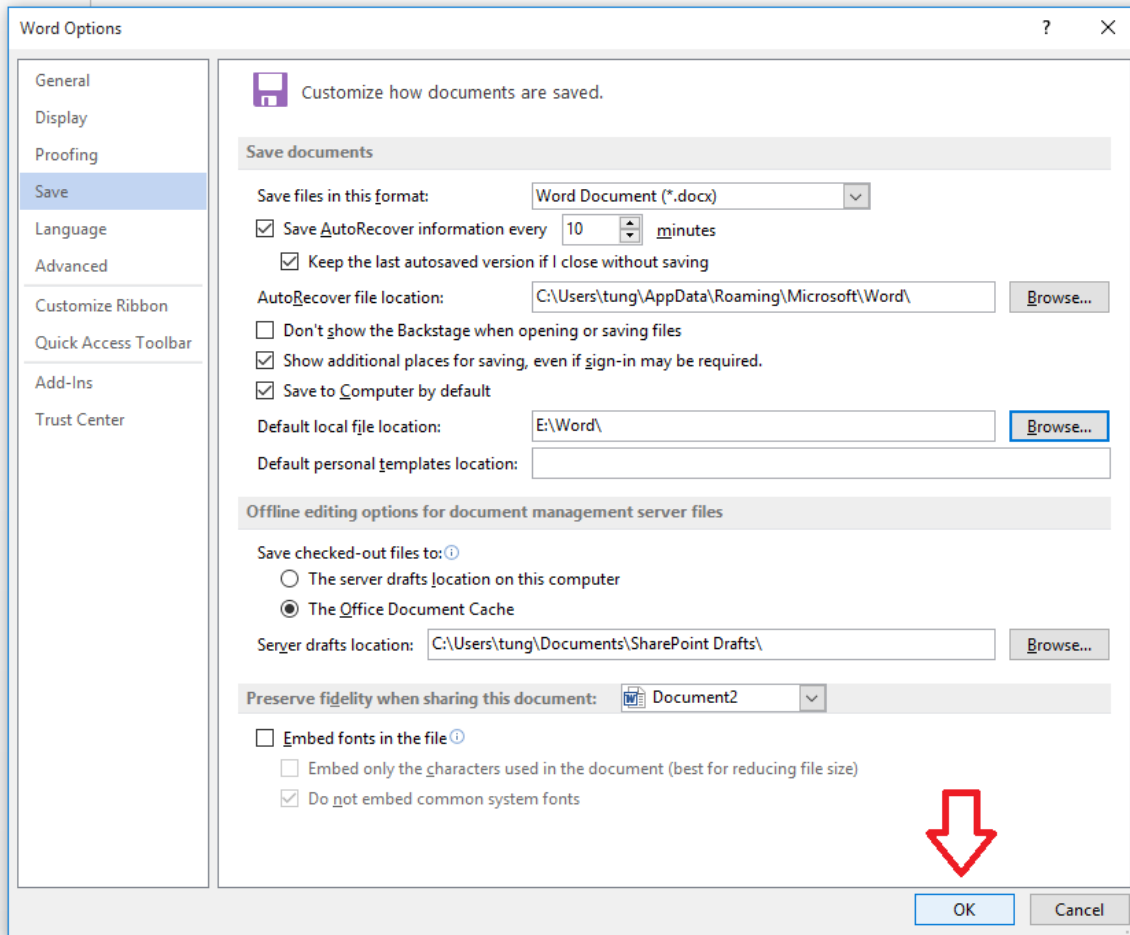 Word Options
?
General
Display
Proofing
Save
Language
Advanced
Customize Ribbon
Quick Access Toolbar
Add-Ins
Trust Center
Customize how documents are saved.
Save documents
Save files in this format: Word Document (*.docx)
Save AutoRecover information every 10 minutes
Keep the last autosaved version if I close without saving
AutoRecover file location: C:\Users\tung\AppData\Roaming\Microsoft\Word\ Browse...
Don't show the Backstage when opening or saving files
Show additional places for saving, even if sign-in may be required.
Save to Computer by default
Default local file location: E:\Word\ Browse...
Default personal templates location:
Offline editing options for document management server files
Save checked-out files to:
The server drafts location on this computer
The Office Document Cache
Server drafts location: C:\Users\tung\Documents\SharePoint Drafts\ Browse...
Preserve fidelity when sharing this document: Document2
Embed fonts in the file
Embed only the characters used in the document (best for reducing file size)
Do not embed common system fonts
OK Cancel